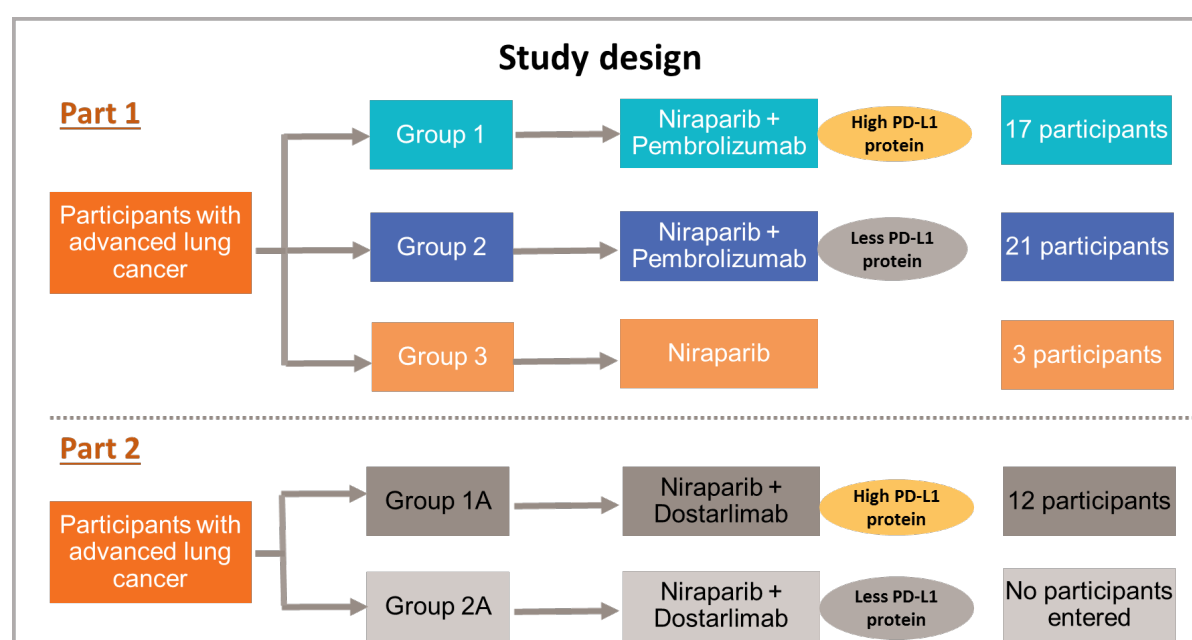 Study design
Part 1
Participants with
advanced lung
cancer
Group 1
Niraparib +
Pembrolizumab
High PD-L1
protein
17 participants
Group 2
Niraparib +
Pembrolizumab
Less PD-L1
protein
21 participants
Group 3
Niraparib
3 participants
Part 2
Participants with
advanced lung
cancer
Group 1A
Niraparib +
Dostarlimab
High PD-L1
protein
12 participants
Group 2A
Niraparib +
Dostarlimab
Less PD-L1
protein
No participants
entered